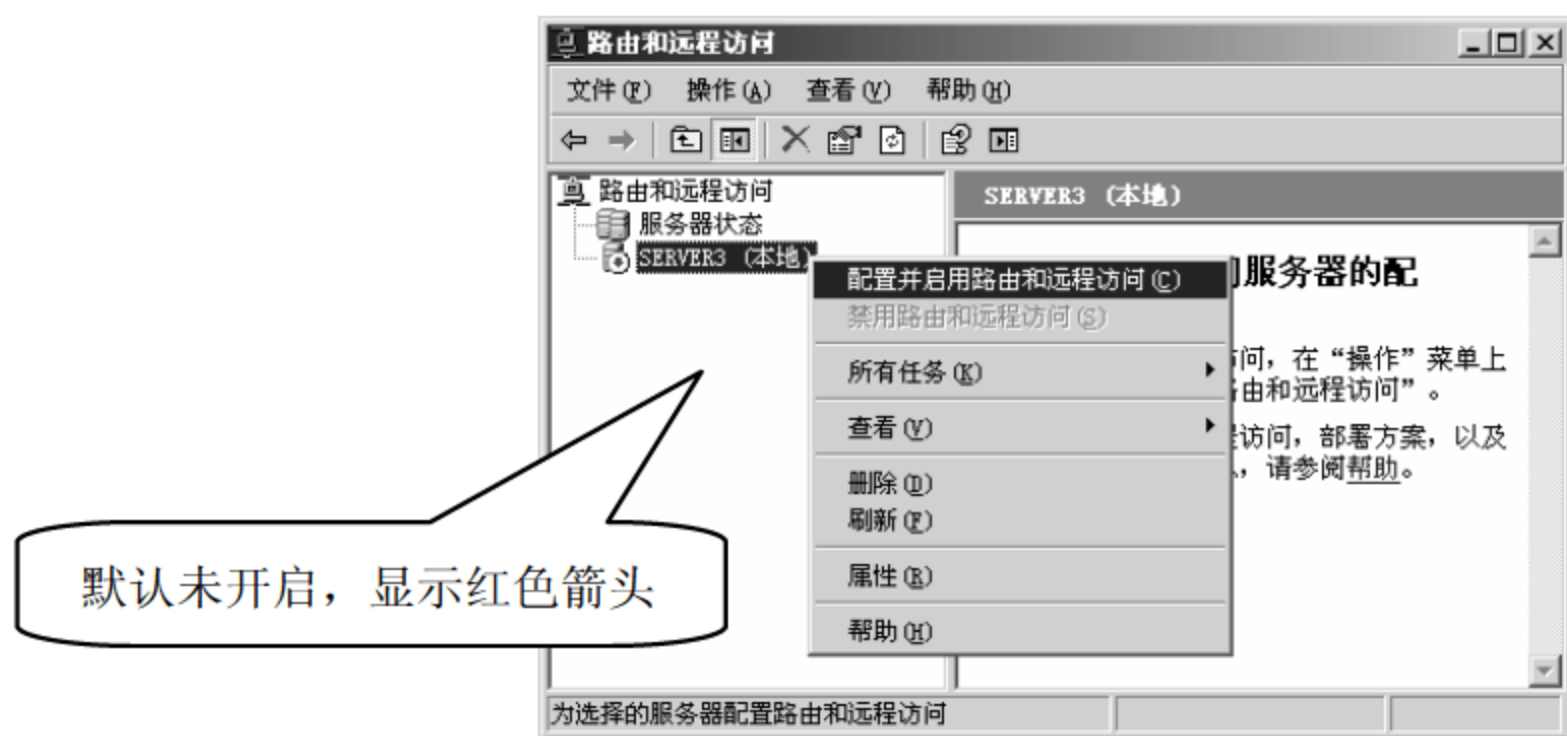 路由和远程访问
文件(F) 操作(A) 查看(V) 帮助(H)
路由和远程访问
服务器状态
SERVER3 (本地)
SERVER3 (本地)
服务器的配
访问，在“操作”菜单上
路由和远程访问”。
访问，部署方案，以及
，请参阅帮助。
配置并启用路由和远程访问(C)
禁用路由和远程访问(S)
所有任务(K)
查看(V)
删除(D)
刷新(F)
属性(R)
帮助(H)
默认未开启，显示红色箭头
为选择的服务器配置路由和远程访问